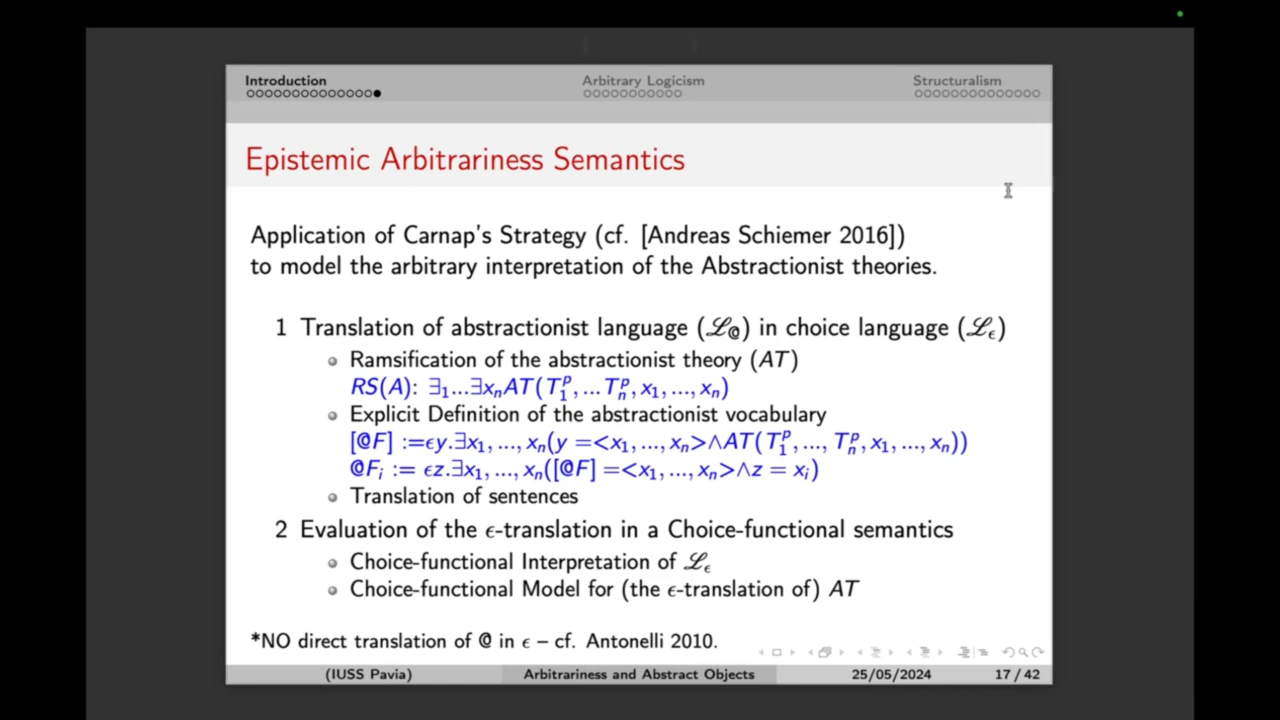 Introduction Arbitrary Logicism Structuralism
Epistemic Arbitrariness Semantics
Application of Carnap's Strategy (cf. [Andreas Schiemer 2016])
to model the arbitrary interpretation of the Abstractionist theories.
1 Translation of abstractionist language (ℒ@) in choice language (ℒϵ)
Ramsification of the abstractionist theory (AT)
RS(A): ∃₁...∃xₙAT(T₁ᵖ, ...Tₙᵖ, x₁, ..., xₙ)
Explicit Definition of the abstractionist vocabulary
[@F] :=ϵy.∃x₁, ..., xₙ(y =<x₁, ..., xₙ>∧AT(T₁ᵖ, ..., Tₙᵖ, x₁, ..., xₙ))
@Fᵢ := ϵz.∃x₁, ..., xₙ([@F] =<x₁, ..., xₙ>∧z = xᵢ)
Translation of sentences
2 Evaluation of the ϵ-translation in a Choice-functional semantics
Choice-functional Interpretation of ℒϵ
Choice-functional Model for (the ϵ-translation of) AT
*NO direct translation of @ in ϵ – cf. Antonelli 2010.
(IUSS Pavia) Arbitrariness and Abstract Objects 25/05/2024 17 / 42